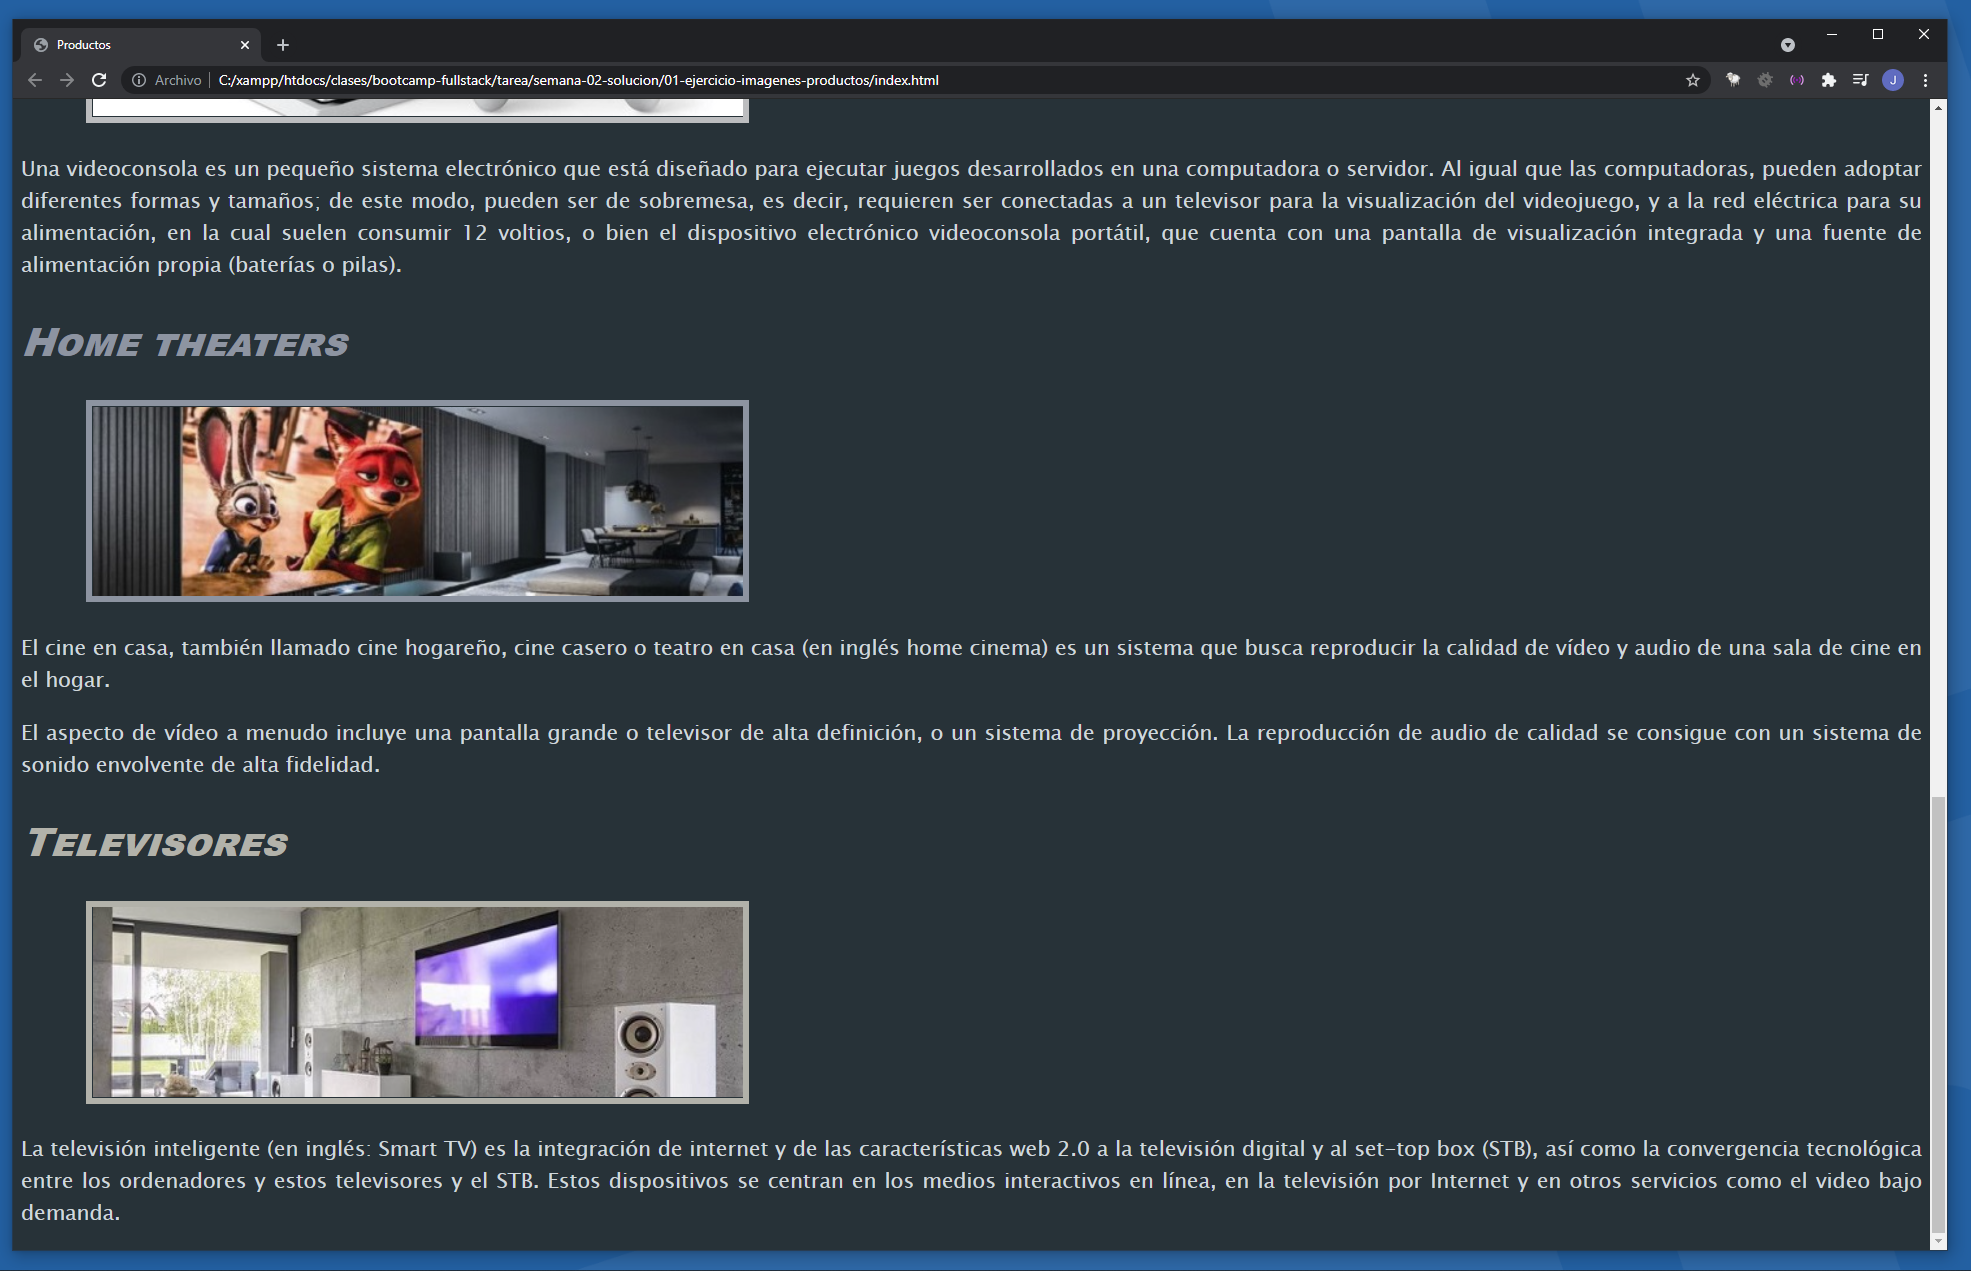 Productos
Archivo
C:/xampp/htdocs/clases/bootcamp-fullstack/tarea/semana-02-solucion/01-ejercicio-imagenes-productos/index.html
J
Una videoconsola es un pequeño sistema electrónico que está diseñado para ejecutar juegos desarrollados en una computadora o servidor. Al igual que las computadoras, pueden adoptar
diferentes formas y tamaños; de este modo, pueden ser de sobremesa, es decir, requieren ser conectadas a un televisor para la visualización del videojuego, y a la red eléctrica para su
alimentación, en la cual suelen consumir 12 voltios, o bien el dispositivo electrónico videoconsola portátil, que cuenta con una pantalla de visualización integrada y una fuente de
alimentación propia (baterías o pilas).
Home theaters
El cine en casa, también llamado cine hogareño, cine casero o teatro en casa (en inglés home cinema) es un sistema que busca reproducir la calidad de vídeo y audio de una sala de cine en
el hogar.
El aspecto de vídeo a menudo incluye una pantalla grande o televisor de alta definición, o un sistema de proyección. La reproducción de audio de calidad se consigue con un sistema de
sonido envolvente de alta fidelidad.
Televisores
La televisión inteligente (en inglés: Smart TV) es la integración de internet y de las características web 2.0 a la televisión digital y al set-top box (STB), así como la convergencia tecnológica
entre los ordenadores y estos televisores y el STB. Estos dispositivos se centran en los medios interactivos en línea, en la televisión por Internet y en otros servicios como el video bajo
demanda.